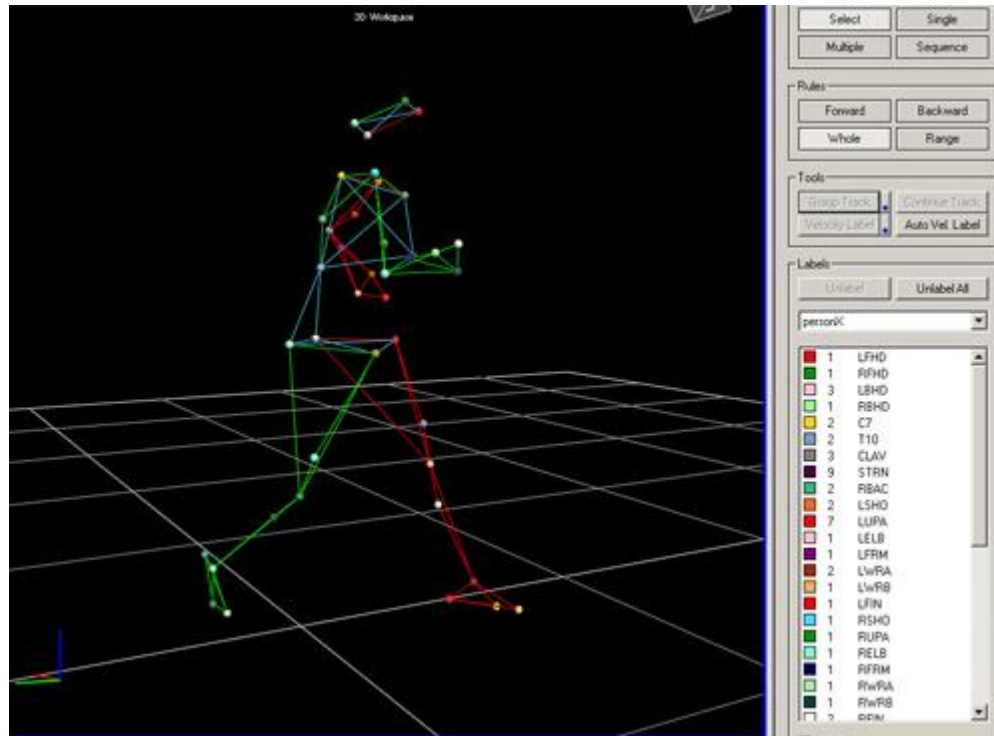 3D Workspace
Select Single
Multiple Sequence
Rules
Forward Backward
Whole Range
Tools
Group Track Continue Track
Velocity Label Auto Vel. Label
Labels
Unlabel Unlabel All
personX
1 LFHD
1 RFHD
3 LBHD
1 RBHD
2 C7
2 T10
3 CLAV
9 STRN
2 RBAC
2 LSHO
7 LUPA
1 LELB
1 LFRM
2 LWRA
1 LWRB
1 LFIN
1 RSHO
1 RUPA
1 RELB
1 RFRM
1 RWRA
1 RWRB
2 RFIN